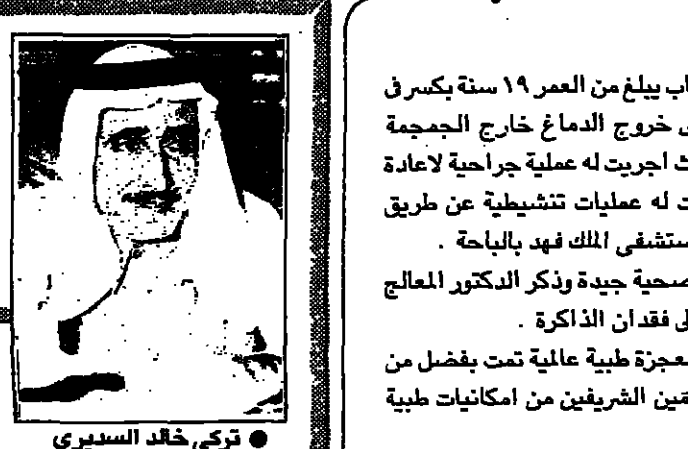 اب يبلغ من العمر ١٩ سنة بكسر في
خروج الدماغ خارج الجمجمة
اجريت له عملية جراحية لاعادة
ت له عمليات تنشيطية عن طريق
ستشفى الملك فهد بالباحة .
صحية جيدة وذكر الدكتور المعالج
فقدان الذاكرة .
معجزة طبية عالمية تمت بفضل من
الشريفين من امكانيات طبية
● تركي خالد السديري